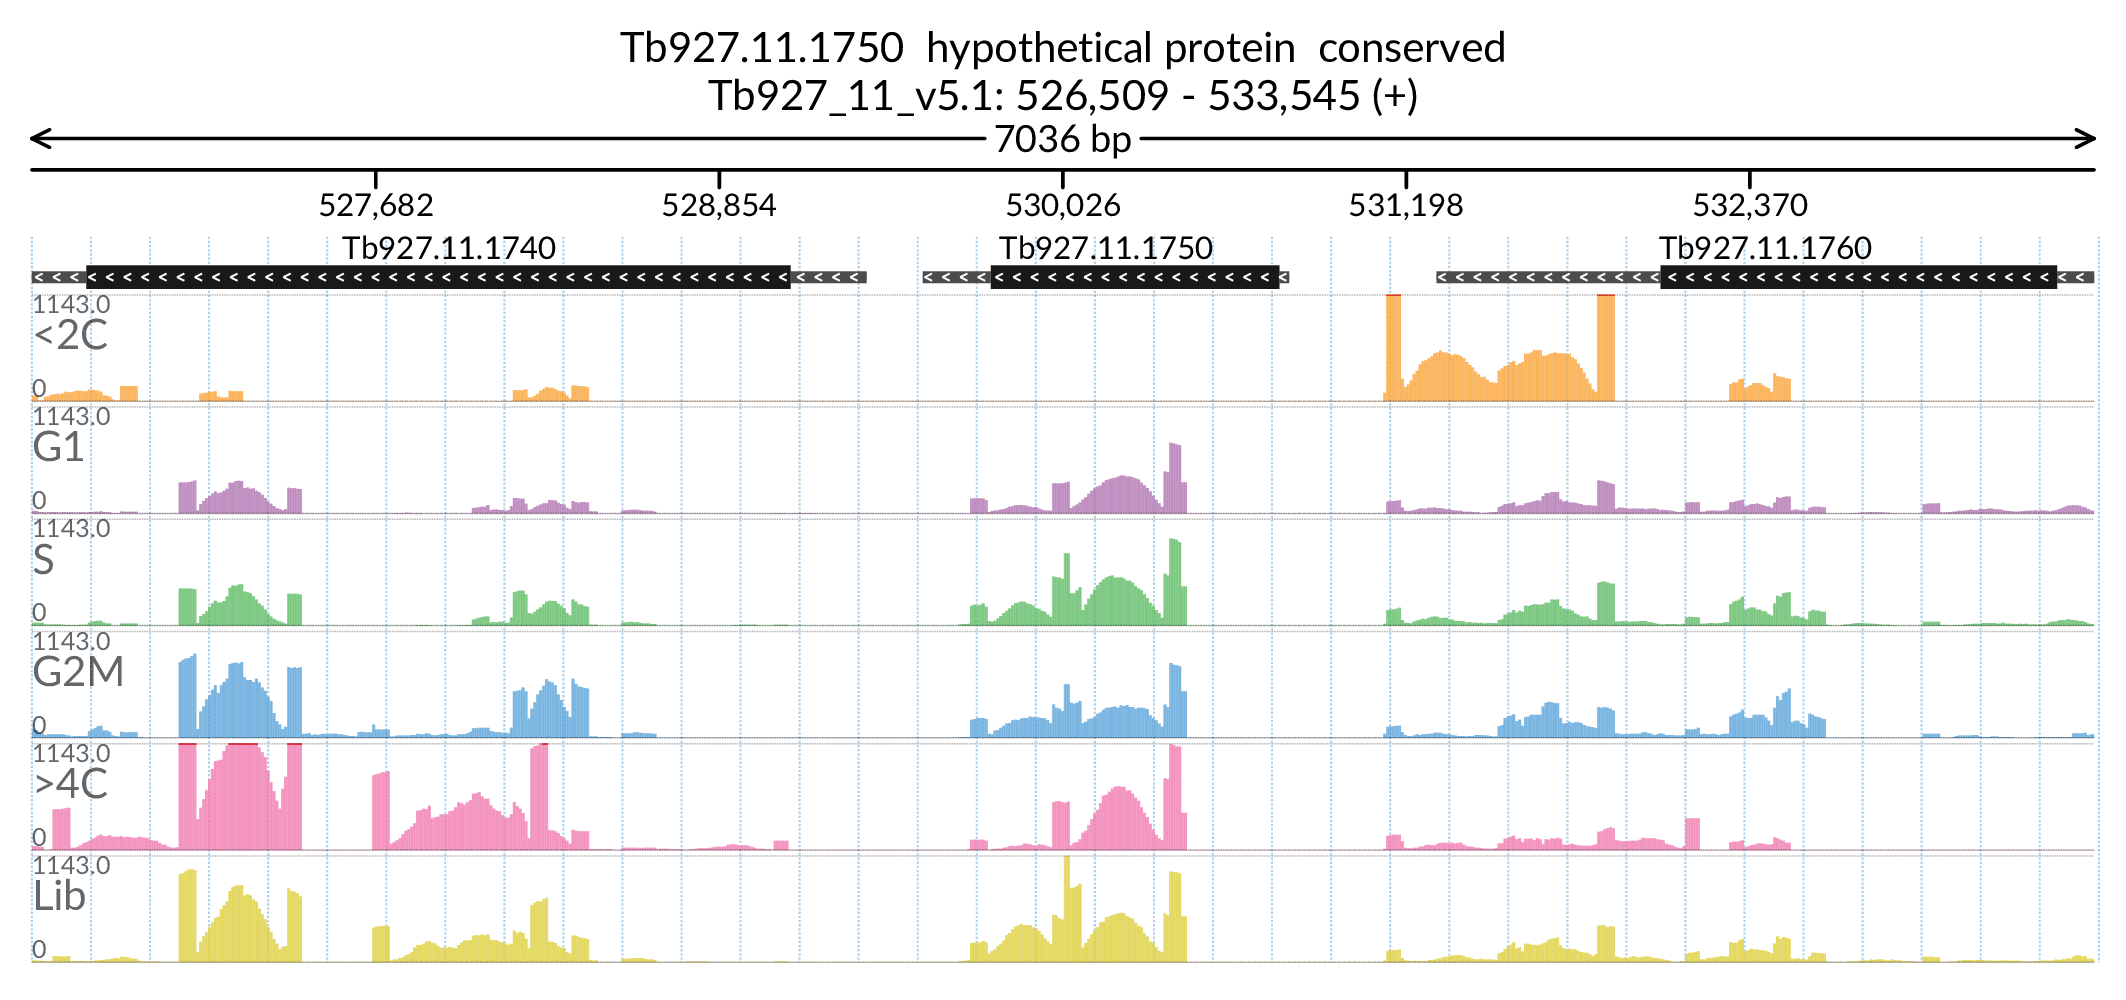 Tb927.11.1750 hypothetical protein conserved
Tb927_11_v5.1: 526,509 - 533,545 (+)
7036 bp
527,682 528,854 530,026 531,198 532,370
Tb927.11.1740 Tb927.11.1750 Tb927.11.1760
1143.0
<2C
0
1143.0
G1
0
1143.0
S
0
1143.0
G2M
0
1143.0
>4C
0
1143.0
Lib
0